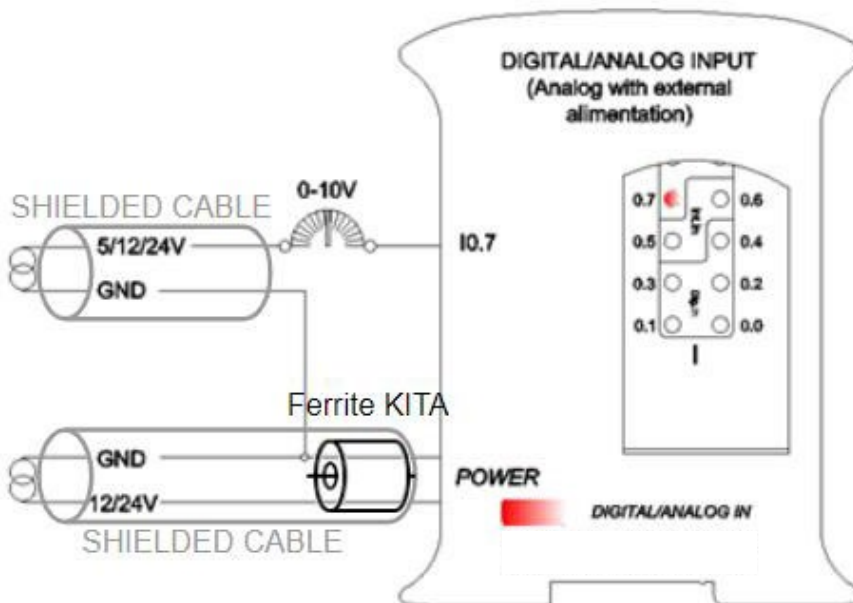 DIGITAL/ANALOG INPUT
(Analog with external
alimentation)
SHIELDED CABLE
0-10V
5/12/24V
I0.7
GND
0.7
0.6
0.5
0.4
0.3
0.2
0.1
0.0
I
Ferrite KITA
GND
12/24V
POWER
DIGITAL/ANALOG IN
SHIELDED CABLE